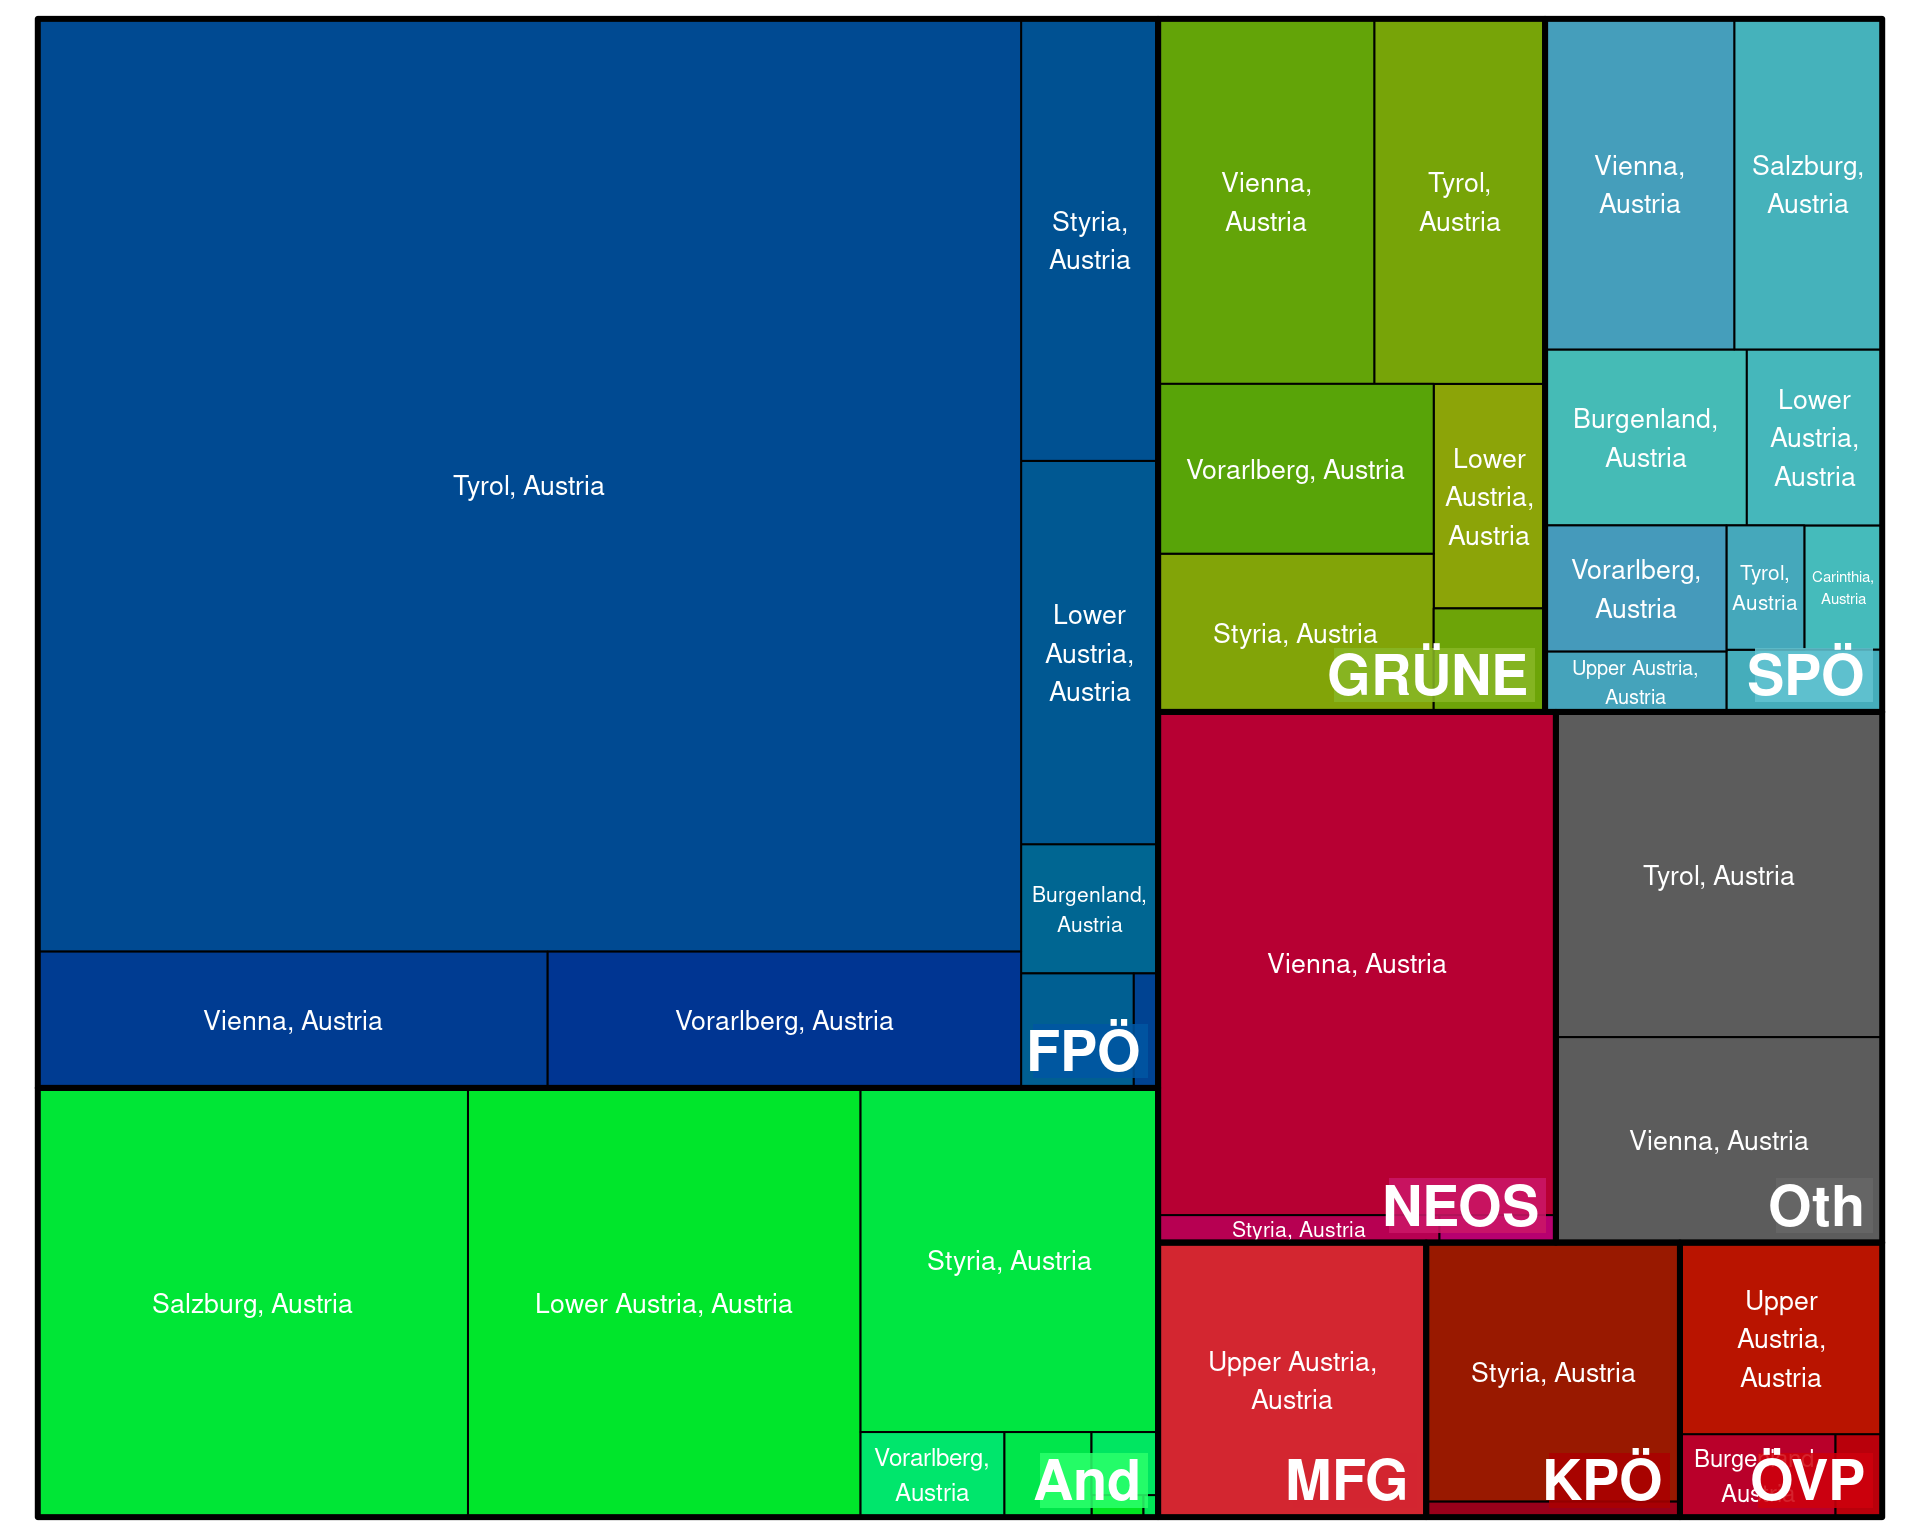 Tyrol, Austria
Styria,
Austria
Lower
Austria,
Austria
Burgenland,
Austria
Vienna, Austria
Vorarlberg, Austria
FPÖ
Salzburg, Austria
Lower Austria, Austria
Styria, Austria
Vorarlberg,
Austria
And
Vienna,
Austria
Tyrol,
Austria
Vorarlberg, Austria
Lower
Austria,
Austria
Styria, Austria
GRÜNE
Vienna,
Austria
Salzburg,
Austria
Burgenland,
Austria
Lower
Austria,
Austria
Vorarlberg,
Austria
Tyrol,
Austria
Carinthia,
Austria
Upper Austria,
Austria
SPÖ
Vienna, Austria
Styria, Austria
NEOS
Tyrol, Austria
Vienna, Austria
Oth
Upper Austria,
Austria
MFG
Styria, Austria
KPÖ
Upper
Austria,
Austria
Burgenland,
Austria
ÖVP